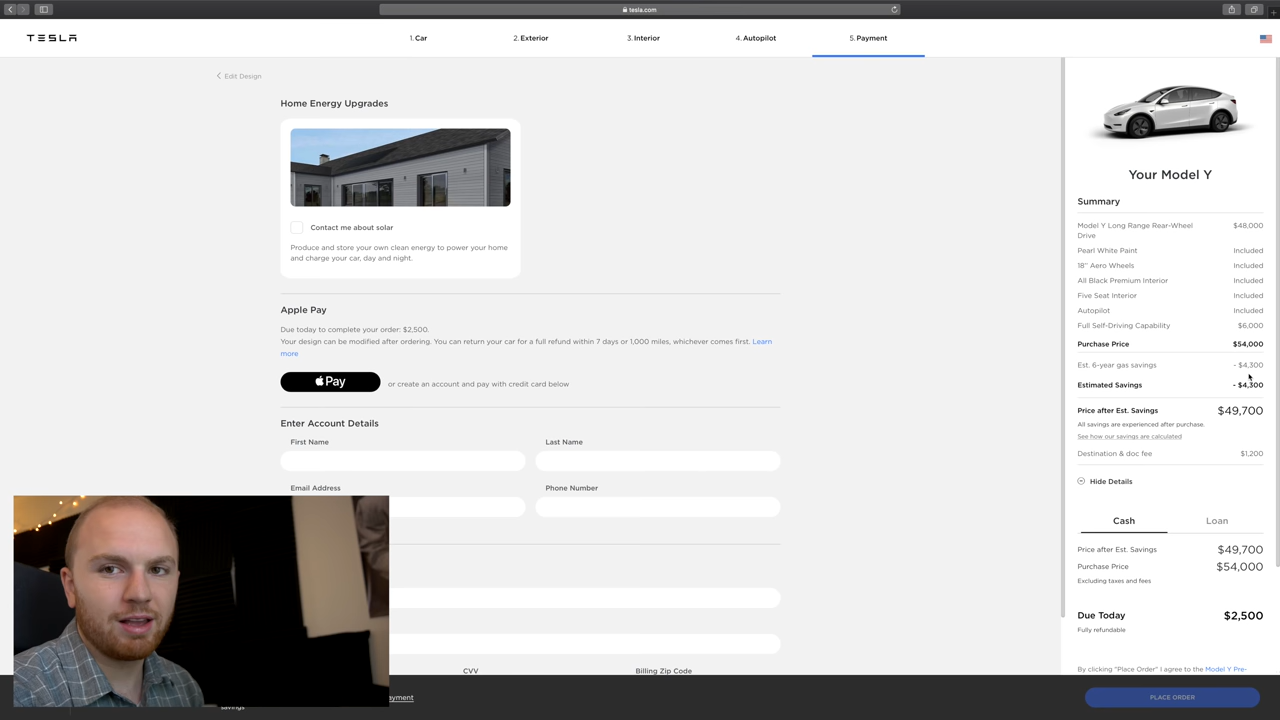 tesla.com
TESLA
1. Car
2. Exterior
3. Interior
4. Autopilot
5. Payment
Edit Design
Home Energy Upgrades
Contact me about solar
Produce and store your own clean energy to power your home
and charge your car, day and night.
Apple Pay
Due today to complete your order: $2,500.
Your design can be modified after ordering. You can return your car for a full refund within 7 days or 1,000 miles, whichever comes first. Learn
more
Pay
or create an account and pay with credit card below
Enter Account Details
First Name
Last Name
Email Address
Phone Number
CVV
Billing Zip Code
savings
Your Model Y
Summary
Model Y Long Range Rear-Wheel
Drive
$48,000
Pearl White Paint
Included
18" Aero Wheels
Included
All Black Premium Interior
Included
Five Seat Interior
Included
Autopilot
Included
Full Self-Driving Capability
$6,000
Purchase Price
$54,000
Est. 6-year gas savings
- $4,300
Estimated Savings
- $4,300
Price after Est. Savings
$49,700
All savings are experienced after purchase.
See how our savings are calculated
Destination & doc fee
$1,200
Hide Details
Cash
Loan
Price after Est. Savings
$49,700
Purchase Price
$54,000
Excluding taxes and fees
Due Today
$2,500
Fully refundable
By clicking "Place Order" I agree to the Model Y Pre-
PLACE ORDER